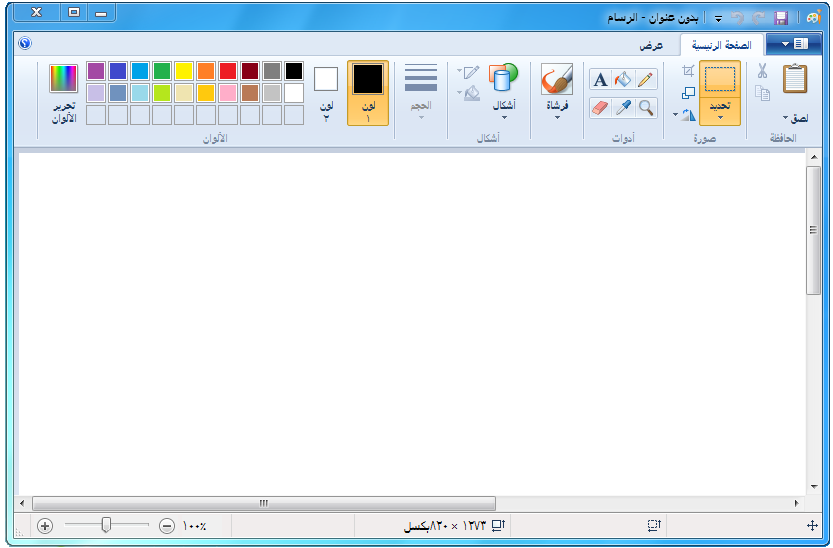 بدون عنوان - الرسام
الصفحة الرئيسية
عرض
لصق
الحافظة
تحديد
صورة
A
أدوات
فرشاة
أشكال
أشكال
الحجم
لون
١
لون
٢
تحرير
الألوان
الألوان
١٢٧٣ × ٨٢٠بكسل
١٠٠٪